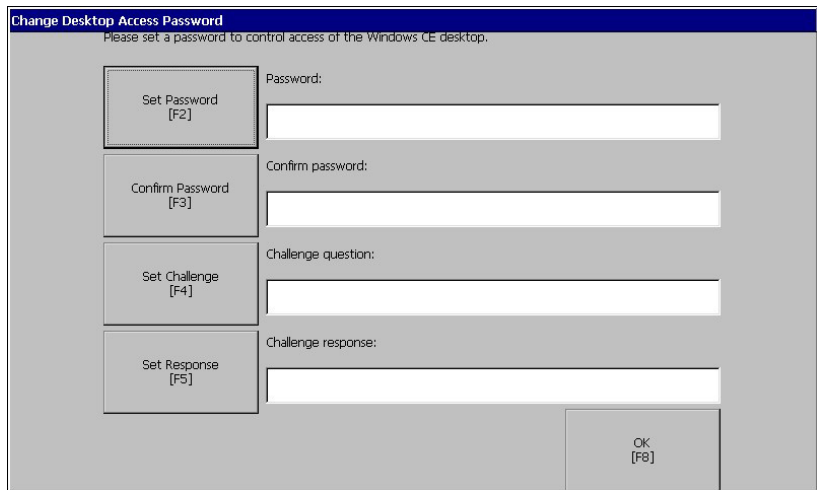 Change Desktop Access Password
Please set a password to control access of the Windows CE desktop.
Set Password
[F2]
Password:
Confirm Password
[F3]
Confirm password:
Set Challenge
[F4]
Challenge question:
Set Response
[F5]
Challenge response:
OK
[F8]